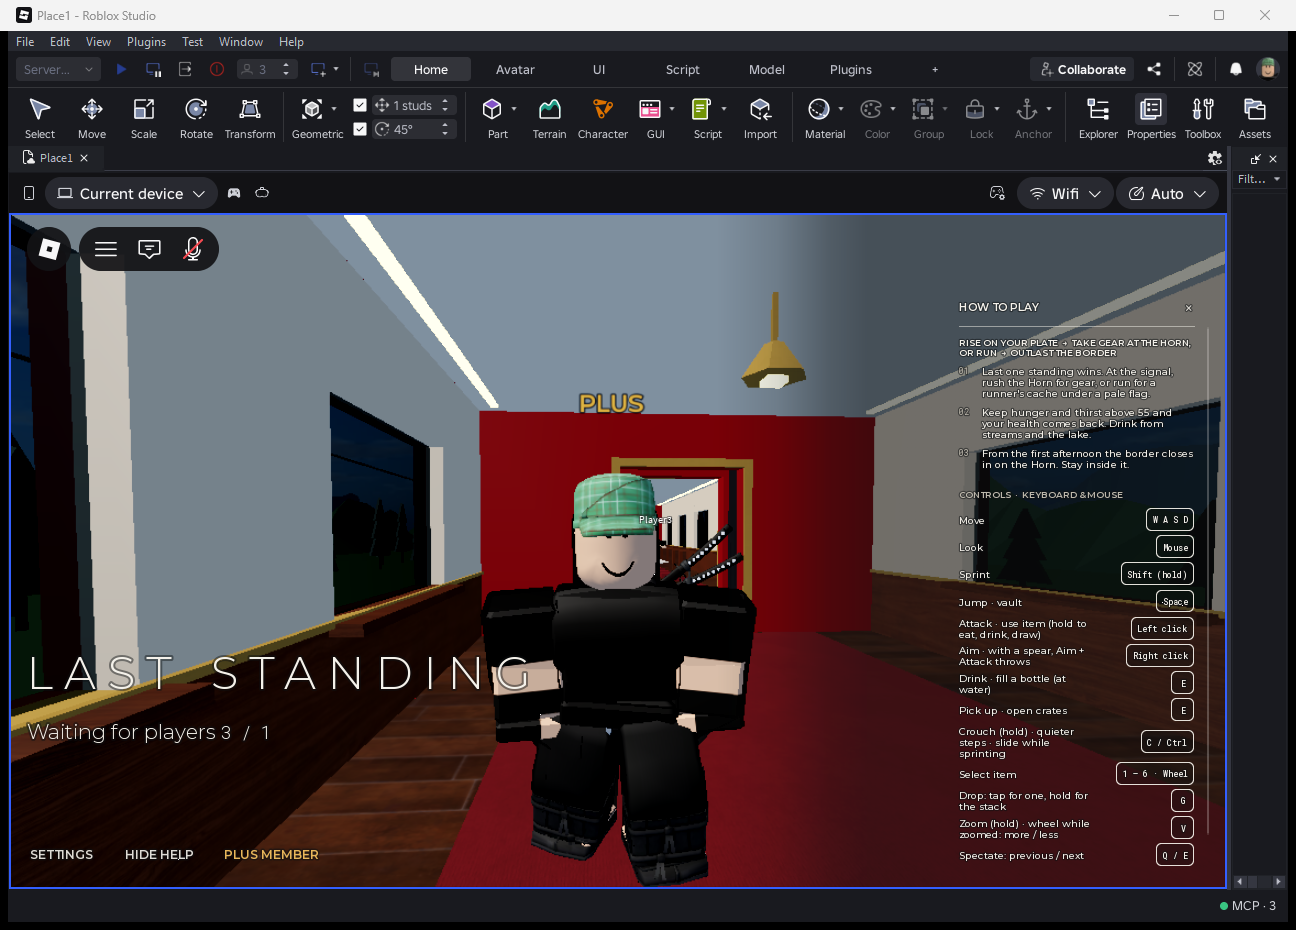 Place1 - Roblox Studio
File Edit View Plugins Test Window Help
Server... 3 Home Avatar UI Script Model Plugins + Collaborate
1 studs
45°
Select Move Scale Rotate Transform Geometric Part Terrain Character GUI Script Import Material Color Group Lock Anchor Explorer Properties Toolbox Assets
Place1
Filt...
Current device Wifi Auto
PLUS
Player3
LAST STANDING
Waiting for players 3 / 1
SETTINGS HIDE HELP PLUS MEMBER
HOW TO PLAY ×
RISE ON YOUR PLATE → TAKE GEAR AT THE HORN,
OR RUN → OUTLAST THE BORDER
01 Last one standing wins. At the signal,
rush the Horn for gear, or run for a
runner's cache under a pale flag.
02 Keep hunger and thirst above 55 and
your health comes back. Drink from
streams and the lake.
03 From the first afternoon the border closes
in on the Horn. Stay inside it.
CONTROLS · KEYBOARD & MOUSE
Move W A S D
Look Mouse
Sprint Shift (hold)
Jump · vault Space
Attack · use item (hold to
eat, drink, draw) Left click
Aim · with a spear, Aim +
Attack throws Right click
Drink · fill a bottle (at
water) E
Pick up · open crates E
Crouch (hold) · quieter
steps · slide while
sprinting C / Ctrl
Select item 1 – 6 · Wheel
Drop: tap for one, hold for
the stack G
Zoom (hold) · wheel while
zoomed: more / less V
Spectate: previous / next Q / E
MCP · 3